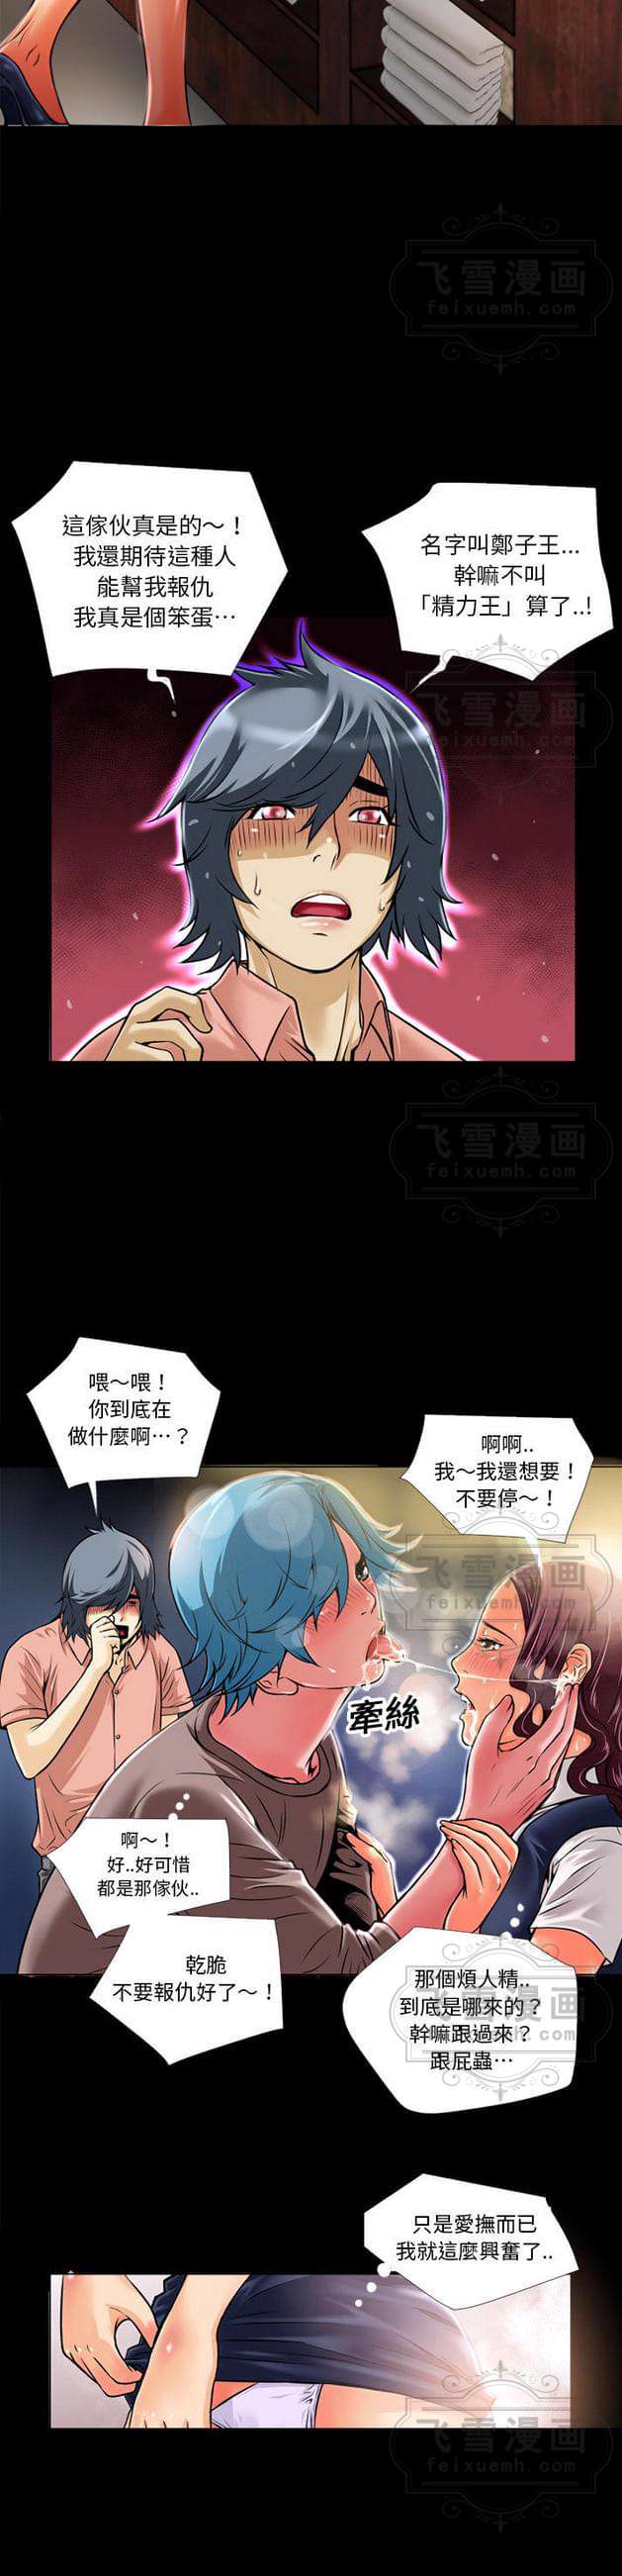 飞雪漫画
feixuemh.com
這傢伙真是的～！
我還期待這種人
能幫我報仇
我真是個笨蛋⋯
名字叫鄭子王...
幹嘛不叫
「精力王」算了..!
飞雪漫画
feixuemh.com
飞雪漫画
feixuemh.com
喂～喂！
你到底在
做什麼啊⋯？
啊啊..
我～我還想要！
不要停～！
飞雪漫画
feixuemh.com
牽絲
啊～！
好..好可惜
都是那傢伙..
乾脆
不要報仇好了～！
那個煩人精..
到底是哪來的？
幹嘛跟過來？
跟屁蟲⋯
飞雪漫画
feixuemh.com
只是愛撫而已
我就這麼興奮了..
飞雪漫画
feixuemh.com